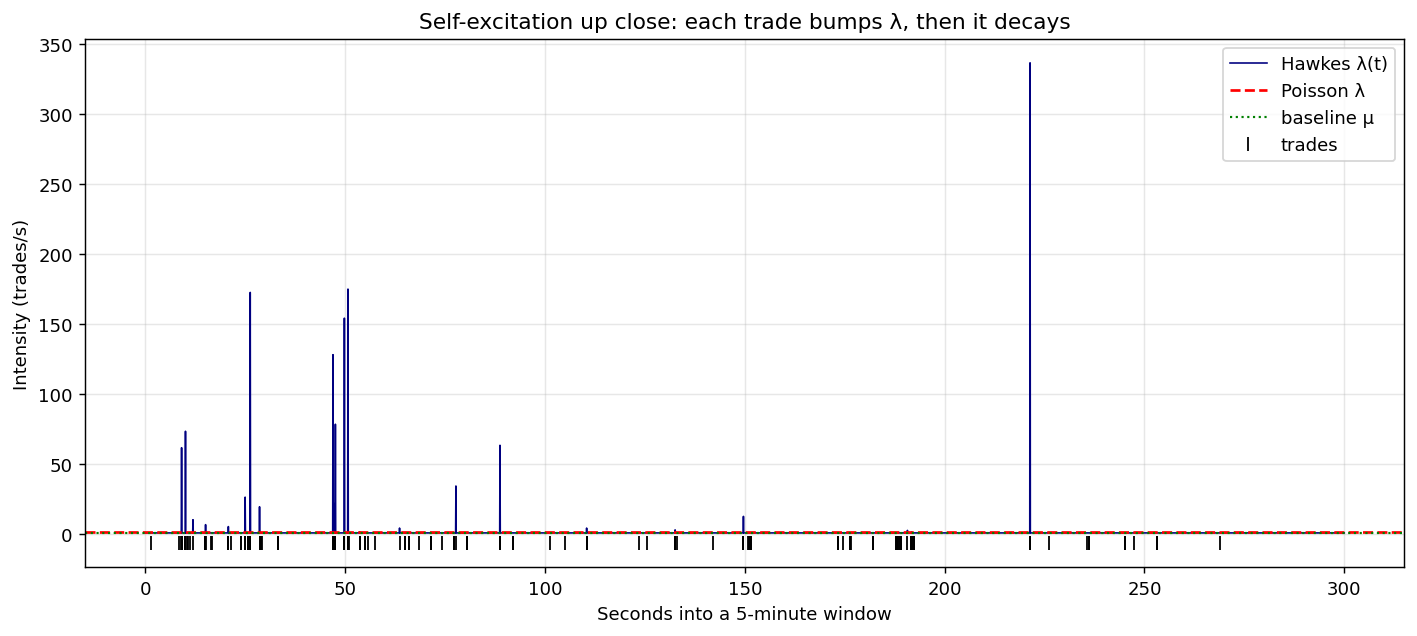 Self-excitation up close: each trade bumps λ, then it decays
350
300
250
200
150
100
50
0
Intensity (trades/s)
Hawkes λ(t)
Poisson λ
baseline μ
trades
0 50 100 150 200 250 300
Seconds into a 5-minute window